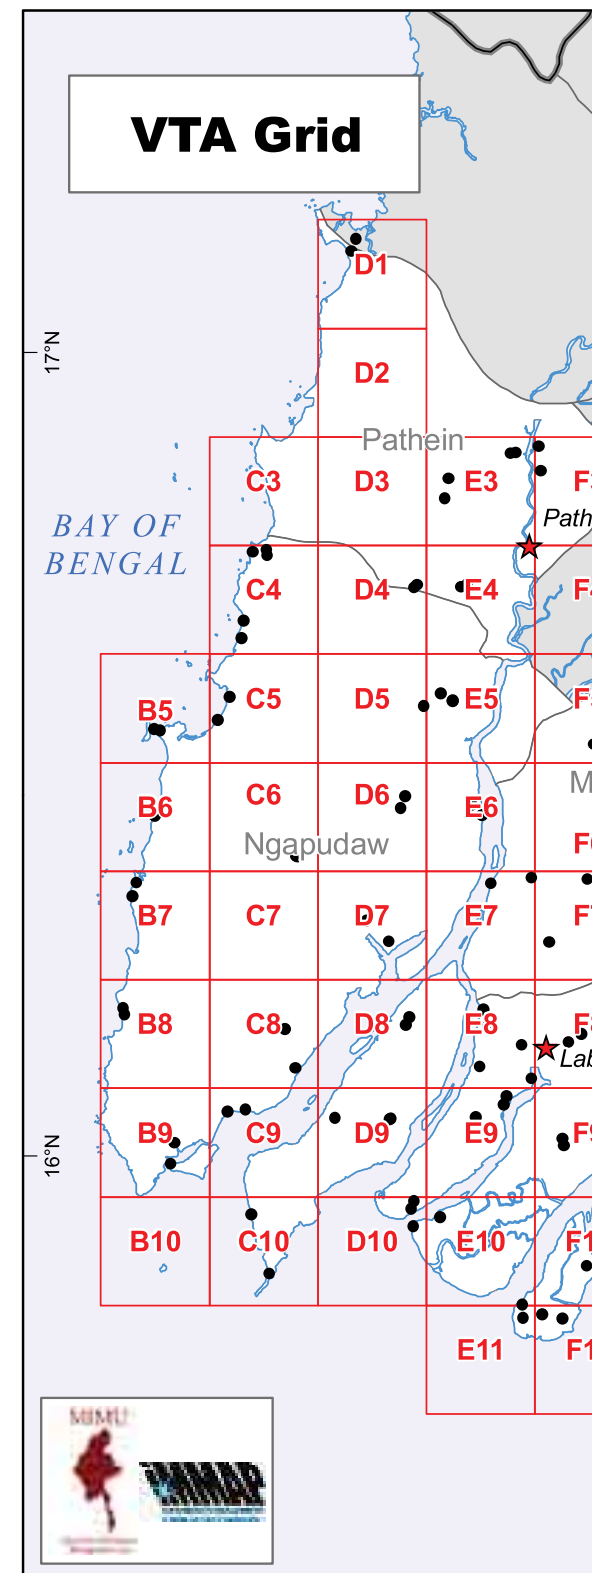 VTA Grid
D1
17°N
D2
Pathein
C3 D3 E3
BAY OF
BENGAL
Path
C4 D4 E4
B5 C5 D5 E5
B6 C6 D6 E6
M
Ngapudaw
B7 C7 D7 E7
B8 C8 D8 E8
Lab
B9 C9 D9 E9
16°N
B10 C10 D10 E10
E11
MIMU